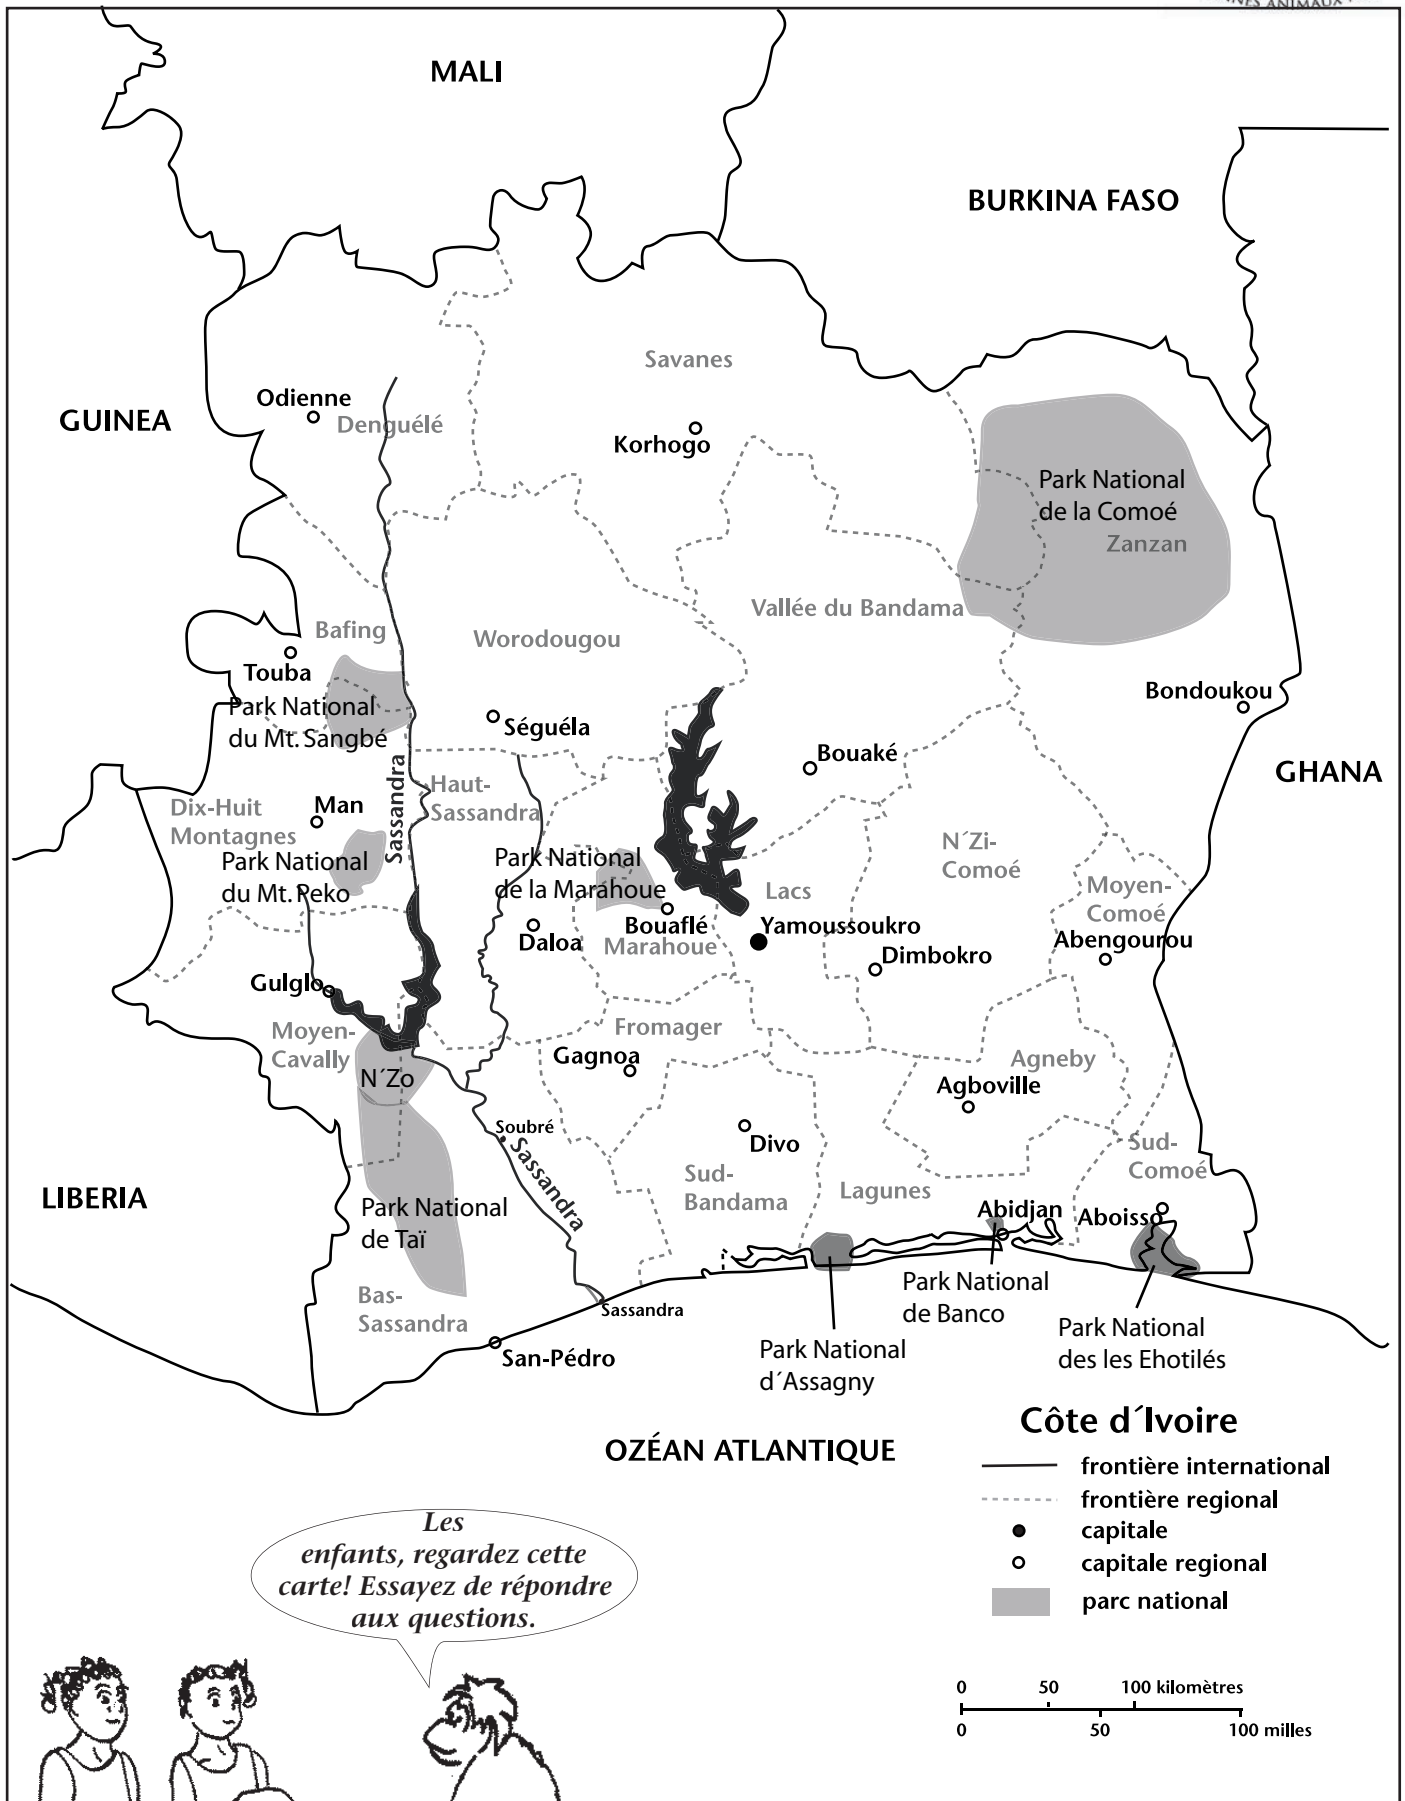 MALI
BURKINA FASO
Savanes
Odienne
GUINEA
Denguélé
Korhogo
Park National
de la Comoé
Zanzan
Vallée du Bandama
Bafing
Worodougou
Touba
Park National
du Mt. Sangbé
Bondoukou
Séguéla
Bouaké
GHANA
Sassandra
Haut-
Sassandra
Dix-Huit
Montagnes
Man
Park National
du Mt. Peko
Park National
de la Marahoue
N´Zi-
Comoé
Lacs
Moyen-
Comoé
Bouaflé
Yamoussoukro
Daloa
Marahoue
Dimbokro
Abengourou
Gulglo
Moyen-
Cavally
Fromager
Gagnoa
Agneby
N´Zo
Agboville
Soubré
Divo
Sud-
Comoé
Sassandra
Sud-
Bandama
Lagunes
LIBERIA
Park National
de Taï
Abidjan
Aboisso
Park National
de Banco
Bas-
Sassandra
Sassandra
San-Pédro
Park National
d´Assagny
Park National
des les Ehotilés
OZÉAN ATLANTIQUE
Côte d´Ivoire
frontière international
frontière regional
capitale
capitale regional
parc national
Les
enfants, regardez cette
carte! Essayez de répondre
aux questions.
0 50 100 kilomètres
0 50 100 milles